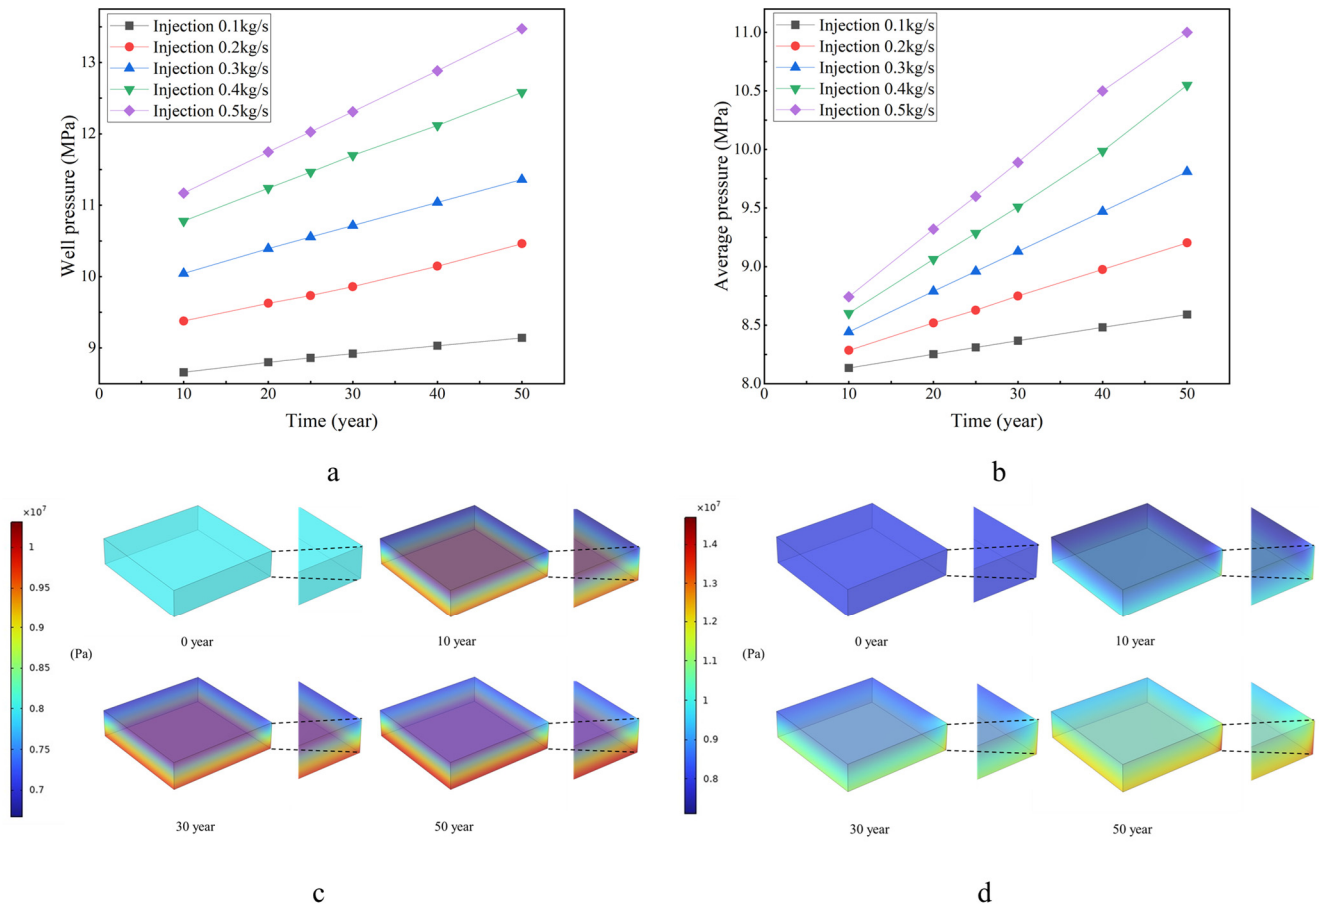 Injection 0.1kg/s
Injection 0.2kg/s
Injection 0.3kg/s
Injection 0.4kg/s
Injection 0.5kg/s
13
12
11
10
9
Well pressure (MPa)
0 10 20 30 40 50
Time (year)
a
Injection 0.1kg/s
Injection 0.2kg/s
Injection 0.3kg/s
Injection 0.4kg/s
Injection 0.5kg/s
11.0
10.5
10.0
9.5
9.0
8.5
8.0
Average pressure (MPa)
0 10 20 30 40 50
Time (year)
b
×10⁷
1
0.95
0.9
0.85
0.8
0.75
0.7
(Pa)
0 year
10 year
30 year
50 year
c
×10⁷
1.4
1.3
1.2
1.1
1
0.9
0.8
(Pa)
0 year
10 year
30 year
50 year
d